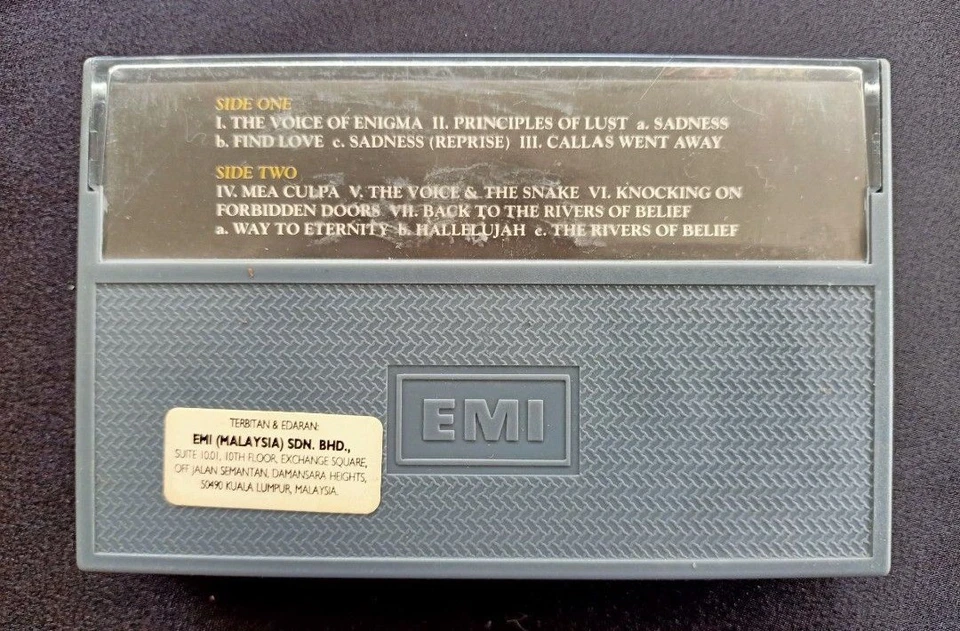 SIDE ONE
I. THE VOICE OF ENIGMA II. PRINCIPLES OF LUST a. SADNESS
b. FIND LOVE c. SADNESS (REPRISE) III. CALLAS WENT AWAY
SIDE TWO
IV. MEA CULPA V. THE VOICE & THE SNAKE VI. KNOCKING ON
FORBIDDEN DOORS VII. BACK TO THE RIVERS OF BELIEF
a. WAY TO ETERNITY b. HALLELUJAH c. THE RIVERS OF BELIEF
EMI
TERBITAN & EDARAN:
EMI (MALAYSIA) SDN. BHD.,
SUITE 10.01, 10TH FLOOR, EXCHANGE SQUARE,
OFF JALAN SEMANTAN, DAMANSARA HEIGHTS,
50490 KUALA LUMPUR, MALAYSIA.